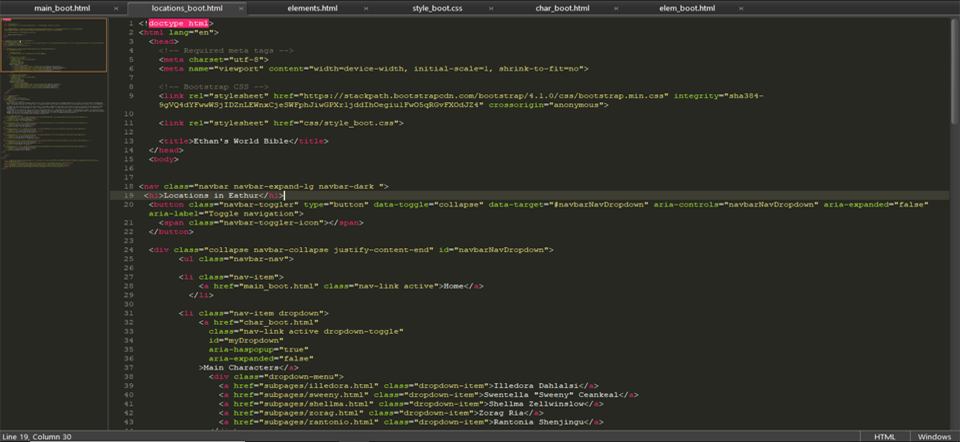 main_boot.html × locations_boot.html × elements.html × style_boot.css × char_boot.html × elem_boot.html ×
1 <!doctype html>
2 <html lang="en">
3 <head>
4 <!-- Required meta tags -->
5 <meta charset="utf-8">
6 <meta name="viewport" content="width=device-width, initial-scale=1, shrink-to-fit=no">
7
8 <!-- Bootstrap CSS -->
9 <link rel="stylesheet" href="https://stackpath.bootstrapcdn.com/bootstrap/4.1.0/css/bootstrap.min.css" integrity="sha384-
crossorigin="anonymous">
10
11 <link rel="stylesheet" href="css/style_boot.css">
12
13 <title>Ethan's World Bible</title>
14 </head>
15 <body>
16
17
18 <nav class="navbar navbar-expand-lg navbar-dark ">
19 <h1>Locations in Eathur</h1>
20 <button class="navbar-toggler" type="button" data-toggle="collapse" data-target="#navbarNavDropdown" aria-controls="navbarNavDropdown" aria-expanded="false"
aria-label="Toggle navigation">
21 <span class="navbar-toggler-icon"></span>
22 </button>
23
24 <div class="collapse navbar-collapse justify-content-end" id="navbarNavDropdown">
25 <ul class="navbar-nav">
26
27 <li class="nav-item">
28 <a href="main_boot.html" class="nav-link active">Home</a>
29 </li>
30
31 <li class="nav-item dropdown">
32 <a href="char_boot.html"
33 class="nav-link active dropdown-toggle"
34 id="myDropdown"
35 aria-haspopup="true"
36 aria-expanded="false"
37 >Main Characters</a>
38 <div class="dropdown-menu">
39 <a href="subpages/illedora.html" class="dropdown-item">Illedora Dahlalsi</a>
40 <a href="subpages/sweeny.html" class="dropdown-item">Swentella "Sweeny" Ceankeal</a>
41 <a href="subpages/shellma.html" class="dropdown-item">Shellma Zellwinslow</a>
42 <a href="subpages/zorag.html" class="dropdown-item">Zorag Ria</a>
43 <a href="subpages/rantonio.html" class="dropdown-item">Rantonia Shenjingu</a>
Line 19, Column 30 HTML Windows